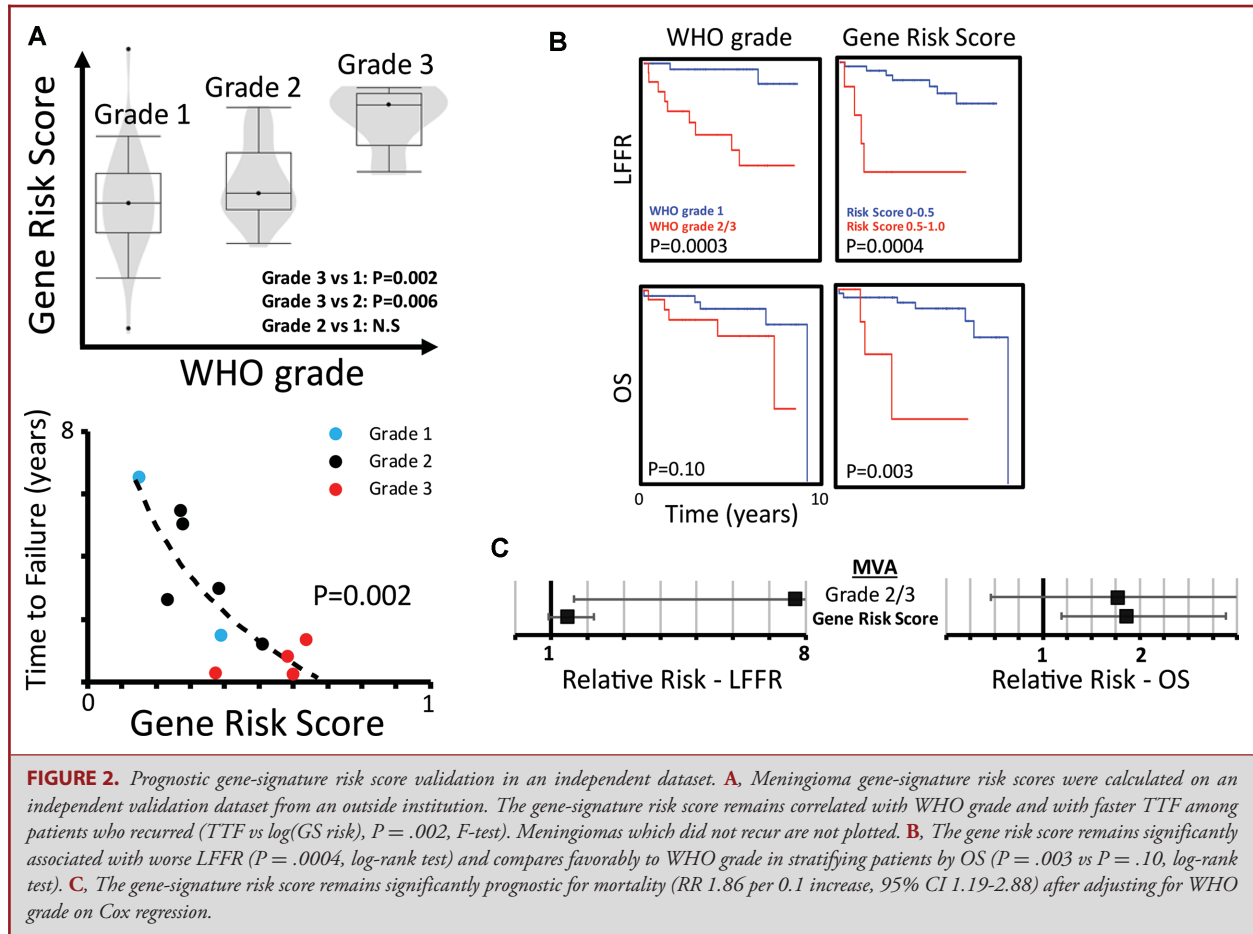 A
Gene Risk Score
Grade 1
Grade 2
Grade 3
Grade 3 vs 1: P=0.002
Grade 3 vs 2: P=0.006
Grade 2 vs 1: N.S
WHO grade
Time to Failure (years)
8
Grade 1
Grade 2
Grade 3
P=0.002
0
1
Gene Risk Score
B
WHO grade
Gene Risk Score
LFFR
WHO grade 1
WHO grade 2/3
P=0.0003
Risk Score 0-0.5
Risk Score 0.5-1.0
P=0.0004
OS
P=0.10
P=0.003
0
10
Time (years)
C
MVA
Grade 2/3
Gene Risk Score
1
8
Relative Risk - LFFR
1
2
Relative Risk - OS
FIGURE 2. Prognostic gene-signature risk score validation in an independent dataset. A, Meningioma gene-signature risk scores were calculated on an
independent validation dataset from an outside institution. The gene-signature risk score remains correlated with WHO grade and with faster TTF among
patients who recurred (TTF vs log(GS risk), P = .002, F-test). Meningiomas which did not recur are not plotted. B, The gene risk score remains significantly
associated with worse LFFR (P = .0004, log-rank test) and compares favorably to WHO grade in stratifying patients by OS (P = .003 vs P = .10, log-rank
test). C, The gene-signature risk score remains significantly prognostic for mortality (RR 1.86 per 0.1 increase, 95% CI 1.19-2.88) after adjusting for WHO
grade on Cox regression.